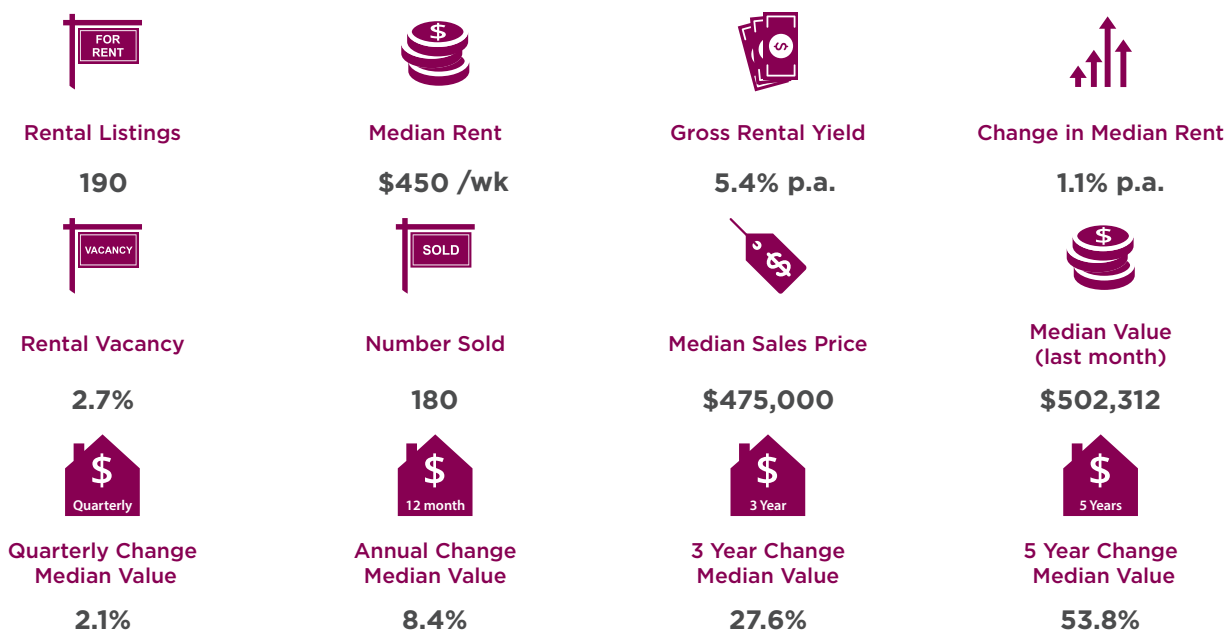 FOR
RENT
$
Rental Listings
Median Rent
Gross Rental Yield
Change in Median Rent
190
$450 /wk
5.4% p.a.
1.1% p.a.
VACANCY
SOLD
$
$
Rental Vacancy
Number Sold
Median Sales Price
Median Value
(last month)
2.7%
180
$475,000
$502,312
$
Quarterly
$
12 month
$
3 Year
$
5 Years
Quarterly Change
Median Value
Annual Change
Median Value
3 Year Change
Median Value
5 Year Change
Median Value
2.1%
8.4%
27.6%
53.8%